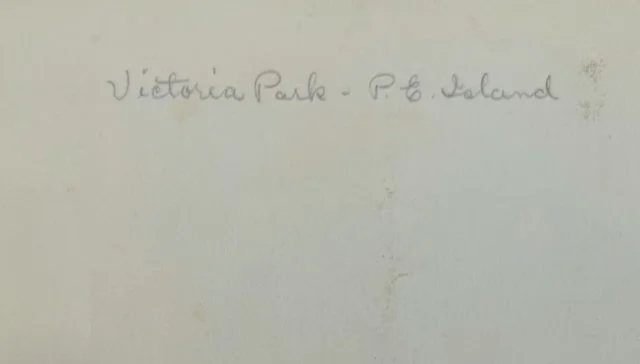 Victoria Park - P. E. Island